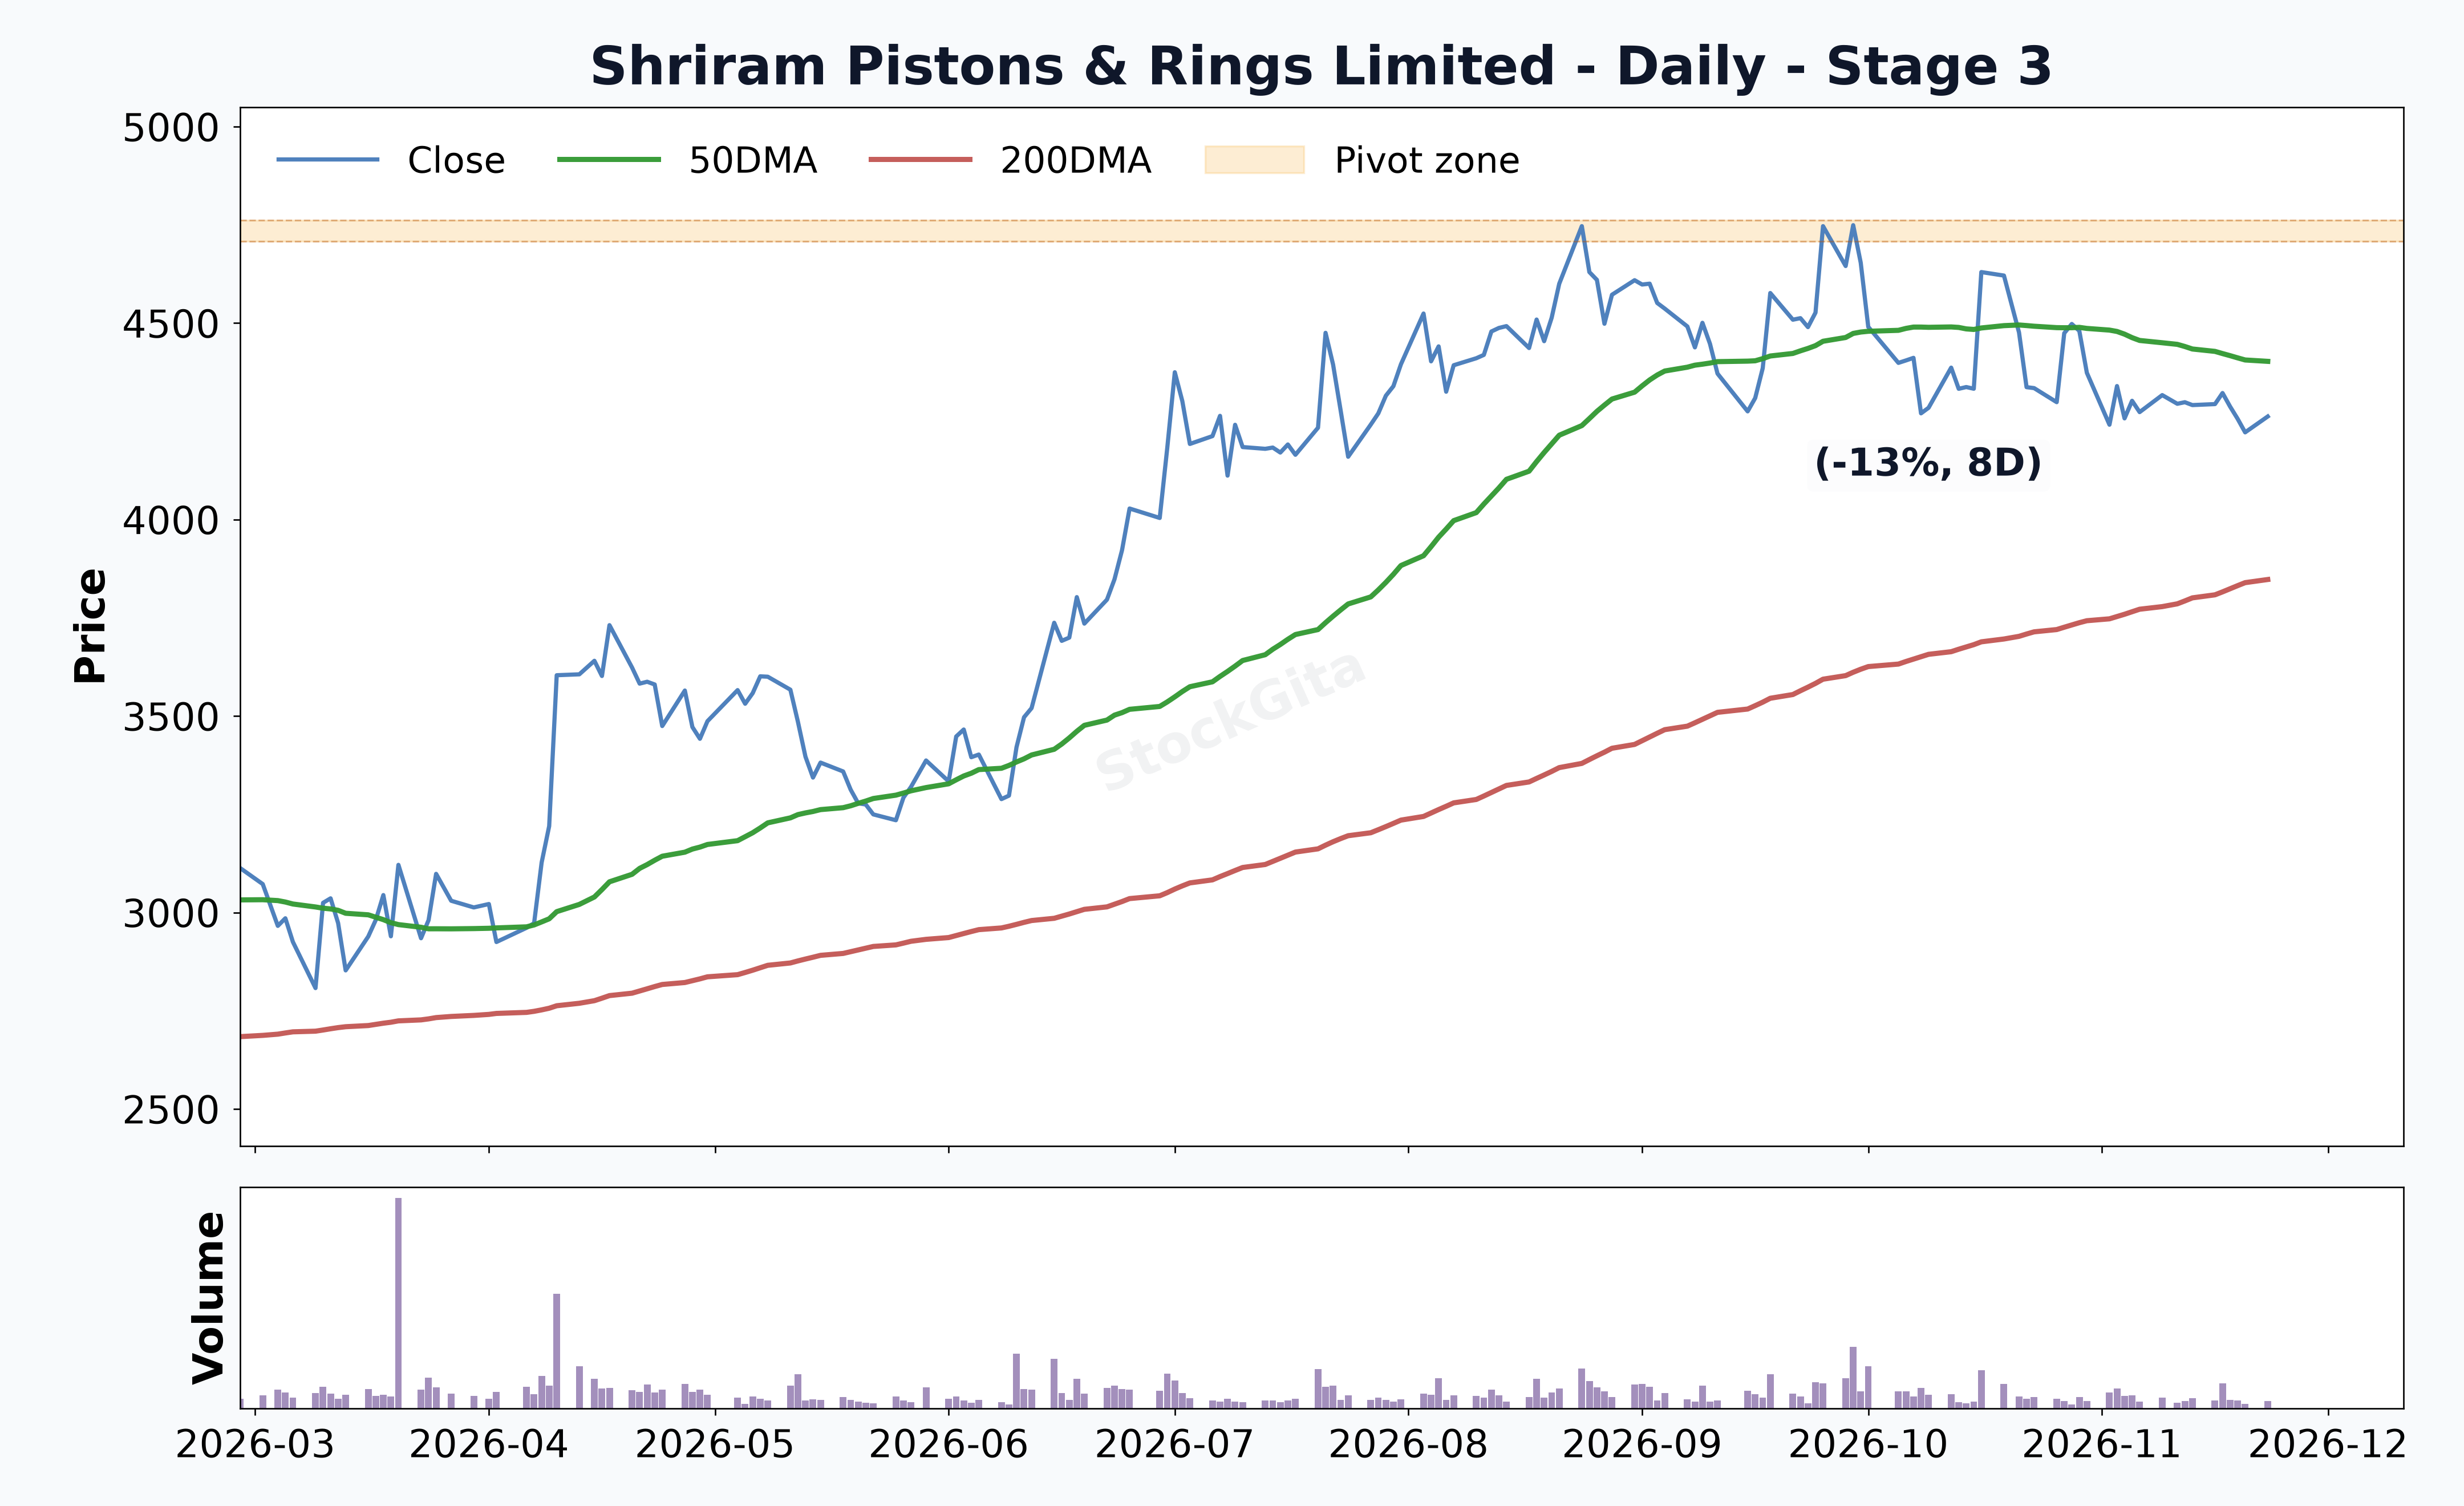 Shriram Pistons & Rings Limited - Daily - Stage 3
Close 50DMA 200DMA Pivot zone
5000
4500
4000
3500
3000
2500
Price
(-13%, 8D)
StockGita
Volume
2026-03 2026-04 2026-05 2026-06 2026-07 2026-08 2026-09 2026-10 2026-11 2026-12